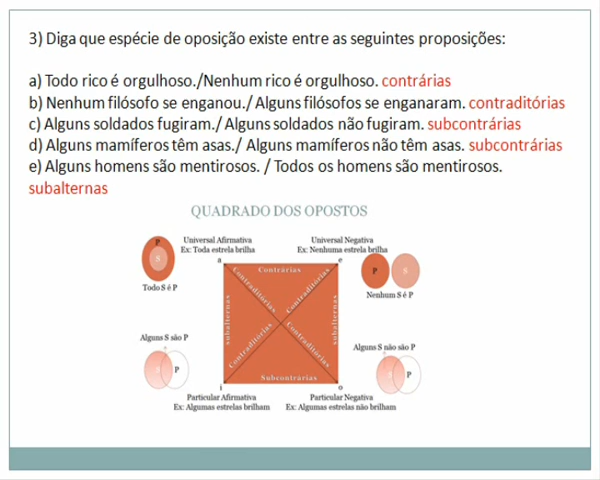 3) Diga que espécie de oposição existe entre as seguintes proposições:
a) Todo rico é orgulhoso./Nenhum rico é orgulhoso. contrárias
b) Nenhum filósofo se enganou./ Alguns filósofos se enganaram. contraditórias
c) Alguns soldados fugiram./ Alguns soldados não fugiram. subcontrárias
d) Alguns mamíferos têm asas./ Alguns mamíferos não têm asas. subcontrárias
e) Alguns homens são mentirosos. / Todos os homens são mentirosos.
subalternas
QUADRADO DOS OPOSTOS
Universal Afirmativa
Ex: Toda estrela brilha
Universal Negativa
Ex: Nenhuma estrela brilha
P
S
Todo S é P
a
e
P
S
Nenhum S é P
Contrárias
Contraditórias
Contraditórias
subalternas
subalternas
Contraditórias
Contraditórias
Subcontrárias
Alguns S são P
S
P
Alguns S não são P
S
P
i
o
Particular Afirmativa
Ex: Algumas estrelas brilham
Particular Negativa
Ex: Algumas estrelas não brilham